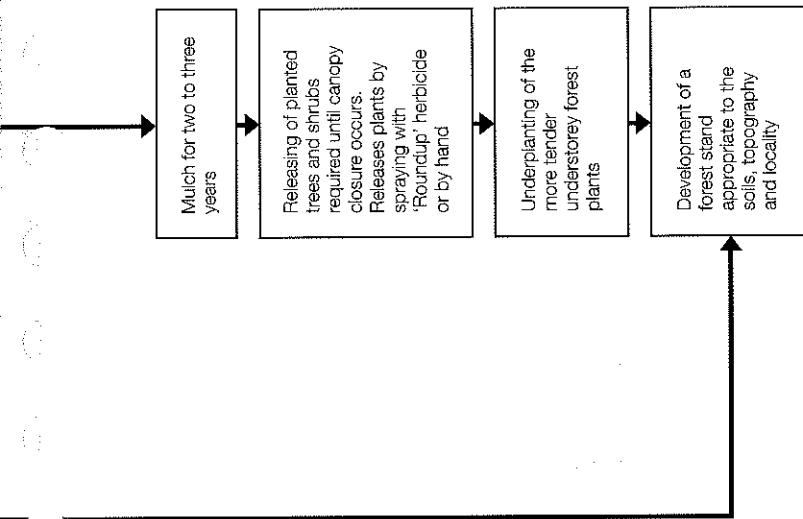 Mulch for two to three
years
Releasing of planted
trees and shrubs
required until canopy
closure occurs.
Releases plants by
spraying with
'Roundup' herbicide
or by hand
Underplanting of the
more tender
understorey forest
plants
Development of a
forest stand
appropriate to the
soils, topography
and locality